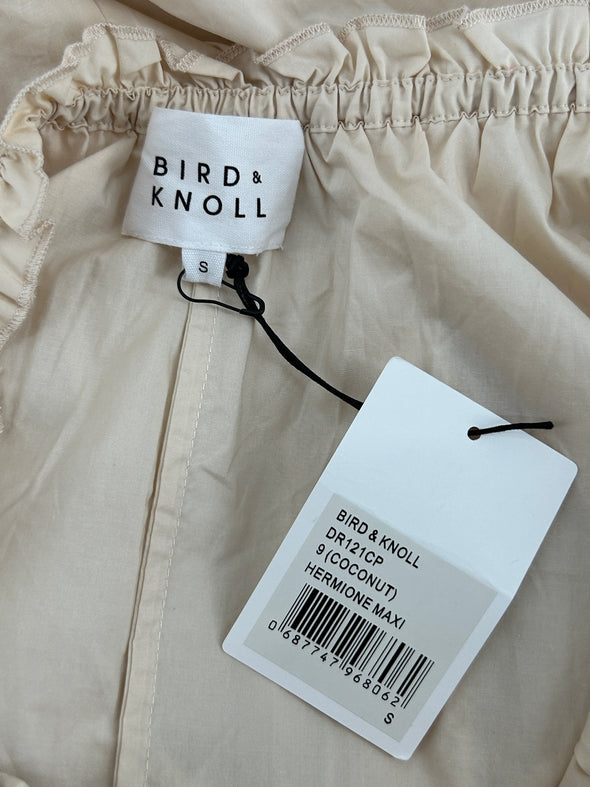 BIRD &
KNOLL
S
BIRD & KNOLL
DR121CP
9 (COCONUT)
HERMIONE MAXI
0 687747 968062
S